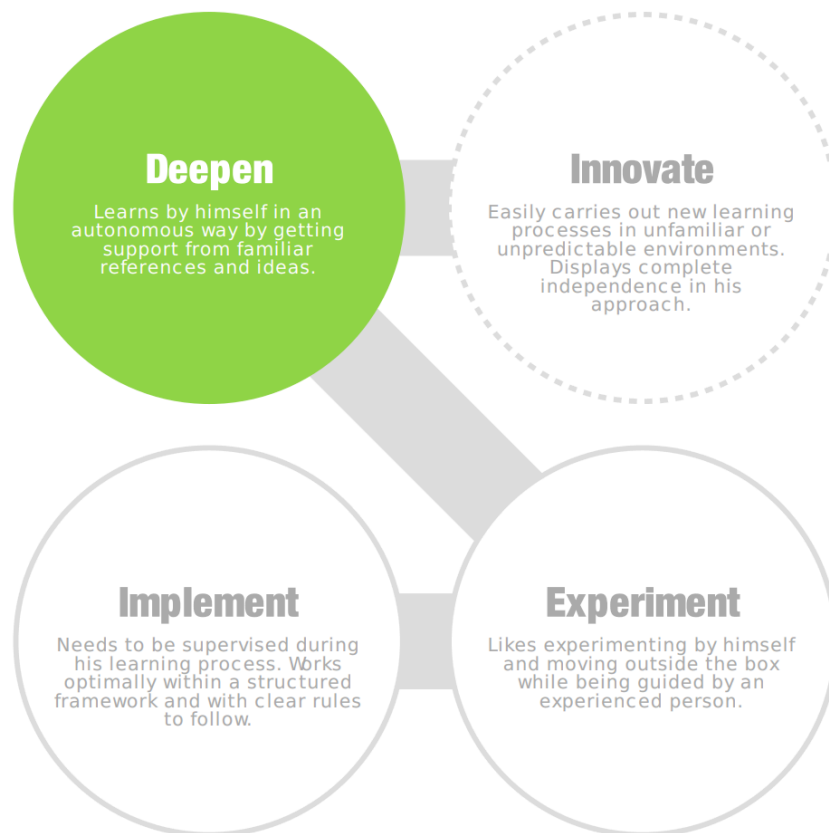 Deepen
Learns by himself in an
autonomous way by getting
support from familiar
references and ideas.
Innovate
Easily carries out new learning
processes in unfamiliar or
unpredictable environments.
Displays complete
independence in his
approach.
Implement
Needs to be supervised during
his learning process. Works
optimally within a structured
framework and with clear rules
to follow.
Experiment
Likes experimenting by himself
and moving outside the box
while being guided by an
experienced person.